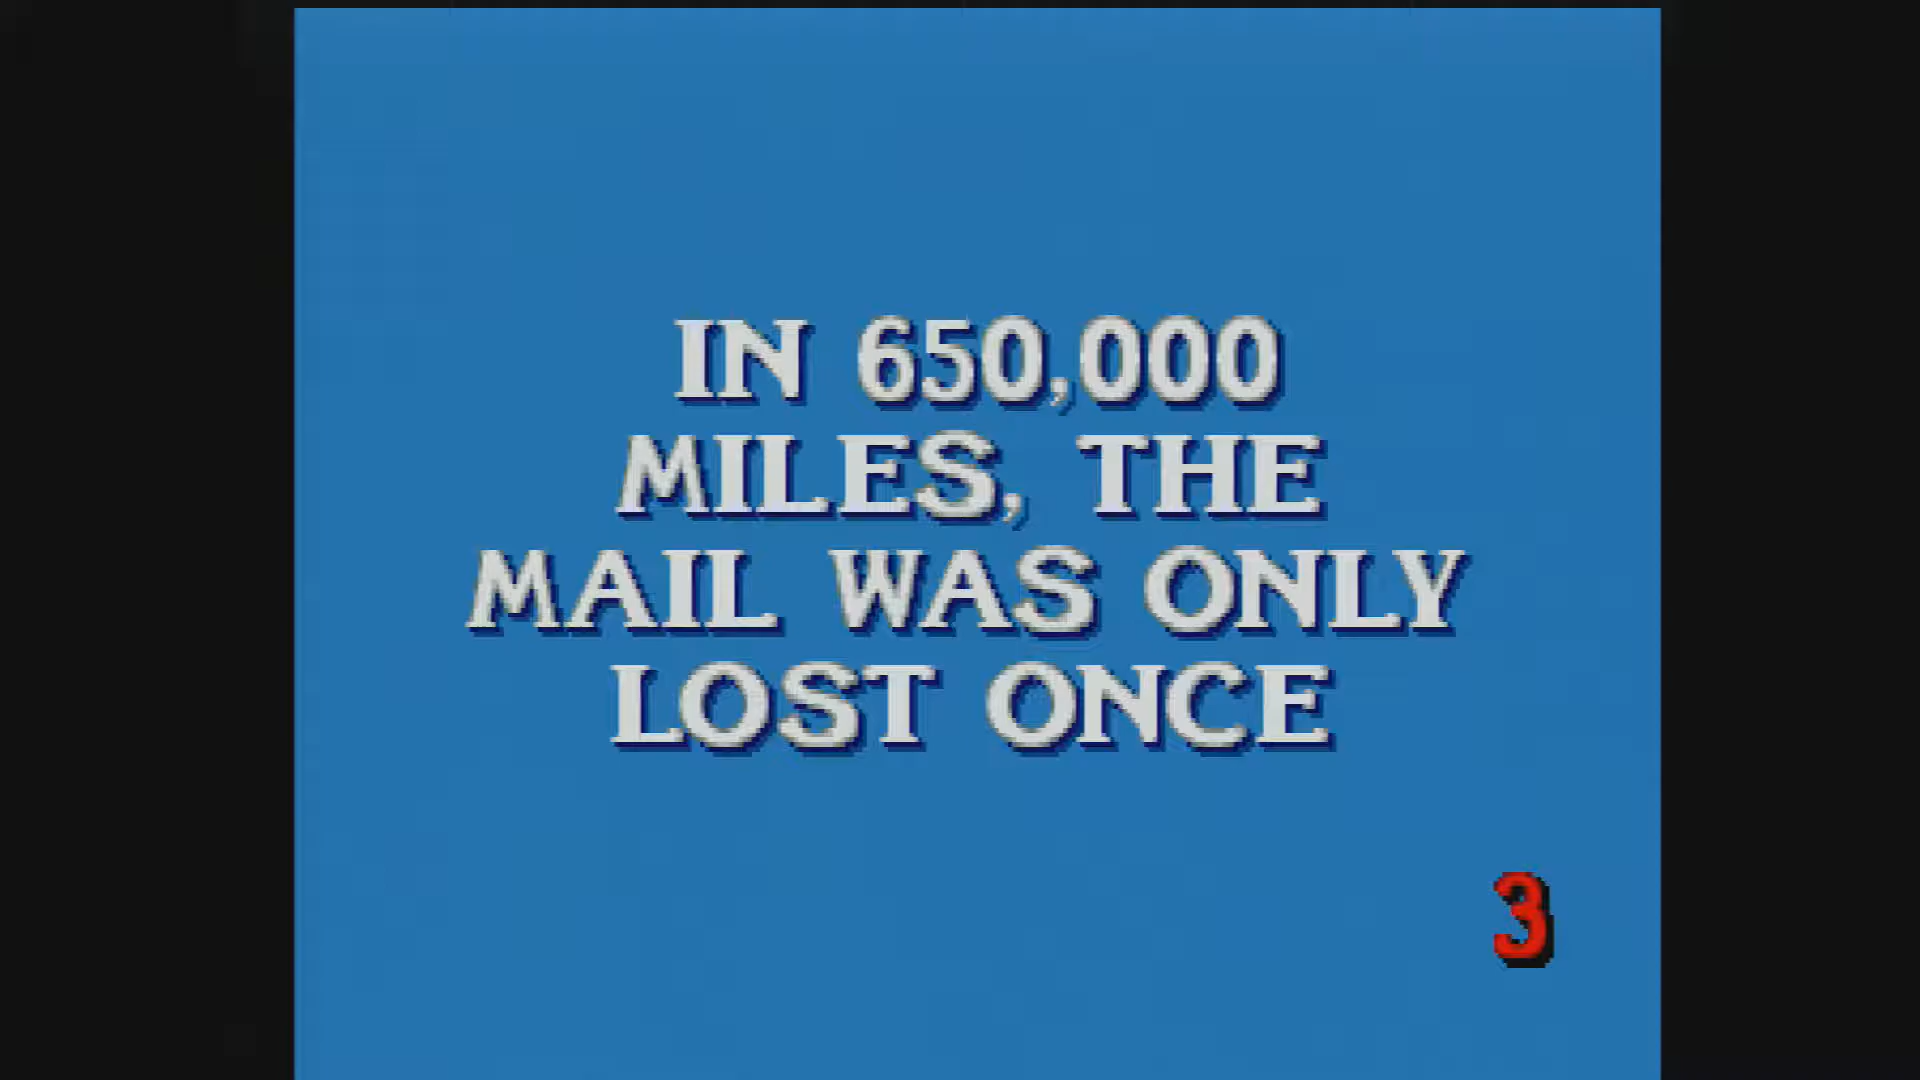 IN 650,000
MILES, THE
MAIL WAS ONLY
LOST ONCE
3